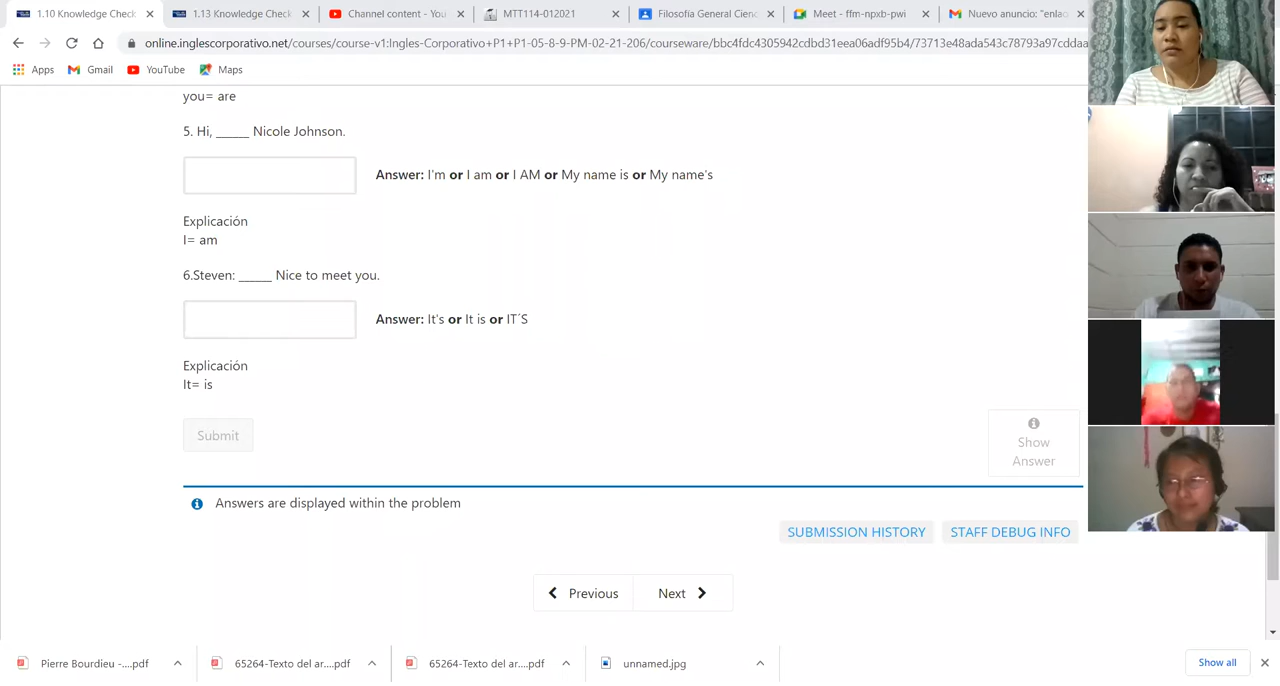 1.10 Knowledge Check
1.13 Knowledge Check
Channel content - You
MTT114-012021
Filosofía General Cienc
Meet - ffm-npxb-pwi
Nuevo anuncio: "enlac
online.inglescorporativo.net/courses/course-v1:Ingles-Corporativo+P1+P1-05-8-9-PM-02-21-206/courseware/bbc4fdc4305942cdbd31eea06adf95b4/73713e48ada543c78793a97cddaa
Apps
Gmail
YouTube
Maps
you= are
5. Hi, _____ Nicole Johnson.
Answer: I'm or I am or I AM or My name is or My name's
Explicación
I= am
6.Steven: _____ Nice to meet you.
Answer: It's or It is or IT´S
Explicación
It= is
Submit
Show
Answer
Answers are displayed within the problem
SUBMISSION HISTORY
STAFF DEBUG INFO
Previous
Next
Pierre Bourdieu -....pdf
65264-Texto del ar....pdf
65264-Texto del ar....pdf
unnamed.jpg
Show all